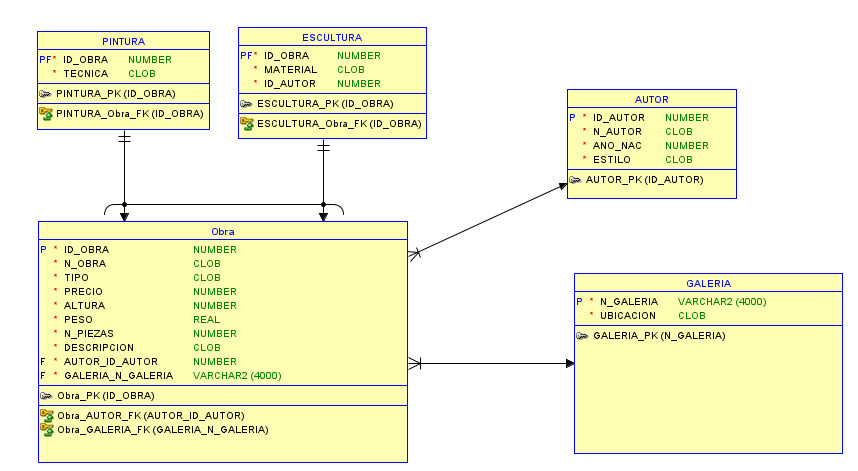 PINTURA
PF* ID_OBRA NUMBER
* TECNICA CLOB
PINTURA_PK (ID_OBRA)
PINTURA_Obra_FK (ID_OBRA)
ESCULTURA
PF* ID_OBRA NUMBER
* MATERIAL CLOB
* ID_AUTOR NUMBER
ESCULTURA_PK (ID_OBRA)
ESCULTURA_Obra_FK (ID_OBRA)
AUTOR
P * ID_AUTOR NUMBER
* N_AUTOR CLOB
* ANO_NAC NUMBER
* ESTILO CLOB
AUTOR_PK (ID_AUTOR)
Obra
P * ID_OBRA NUMBER
* N_OBRA CLOB
* TIPO CLOB
* PRECIO NUMBER
* ALTURA NUMBER
* PESO REAL
* N_PIEZAS NUMBER
* DESCRIPCION CLOB
F * AUTOR_ID_AUTOR NUMBER
F * GALERIA_N_GALERIA VARCHAR2 (4000)
Obra_PK (ID_OBRA)
Obra_AUTOR_FK (AUTOR_ID_AUTOR)
Obra_GALERIA_FK (GALERIA_N_GALERIA)
GALERIA
P * N_GALERIA VARCHAR2 (4000)
* UBICACION CLOB
GALERIA_PK (N_GALERIA)